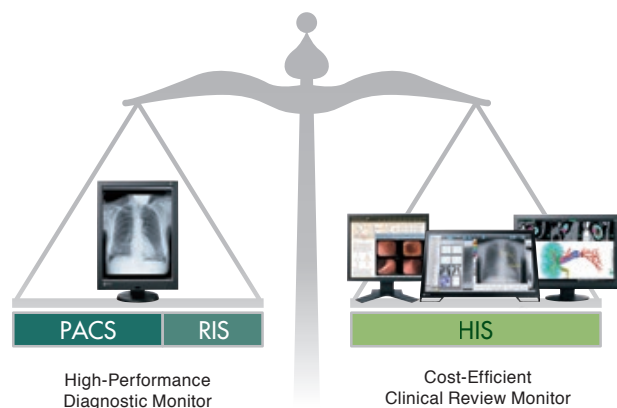 PACS RIS
HIS
High-Performance
Diagnostic Monitor
Cost-Efficient
Clinical Review Monitor